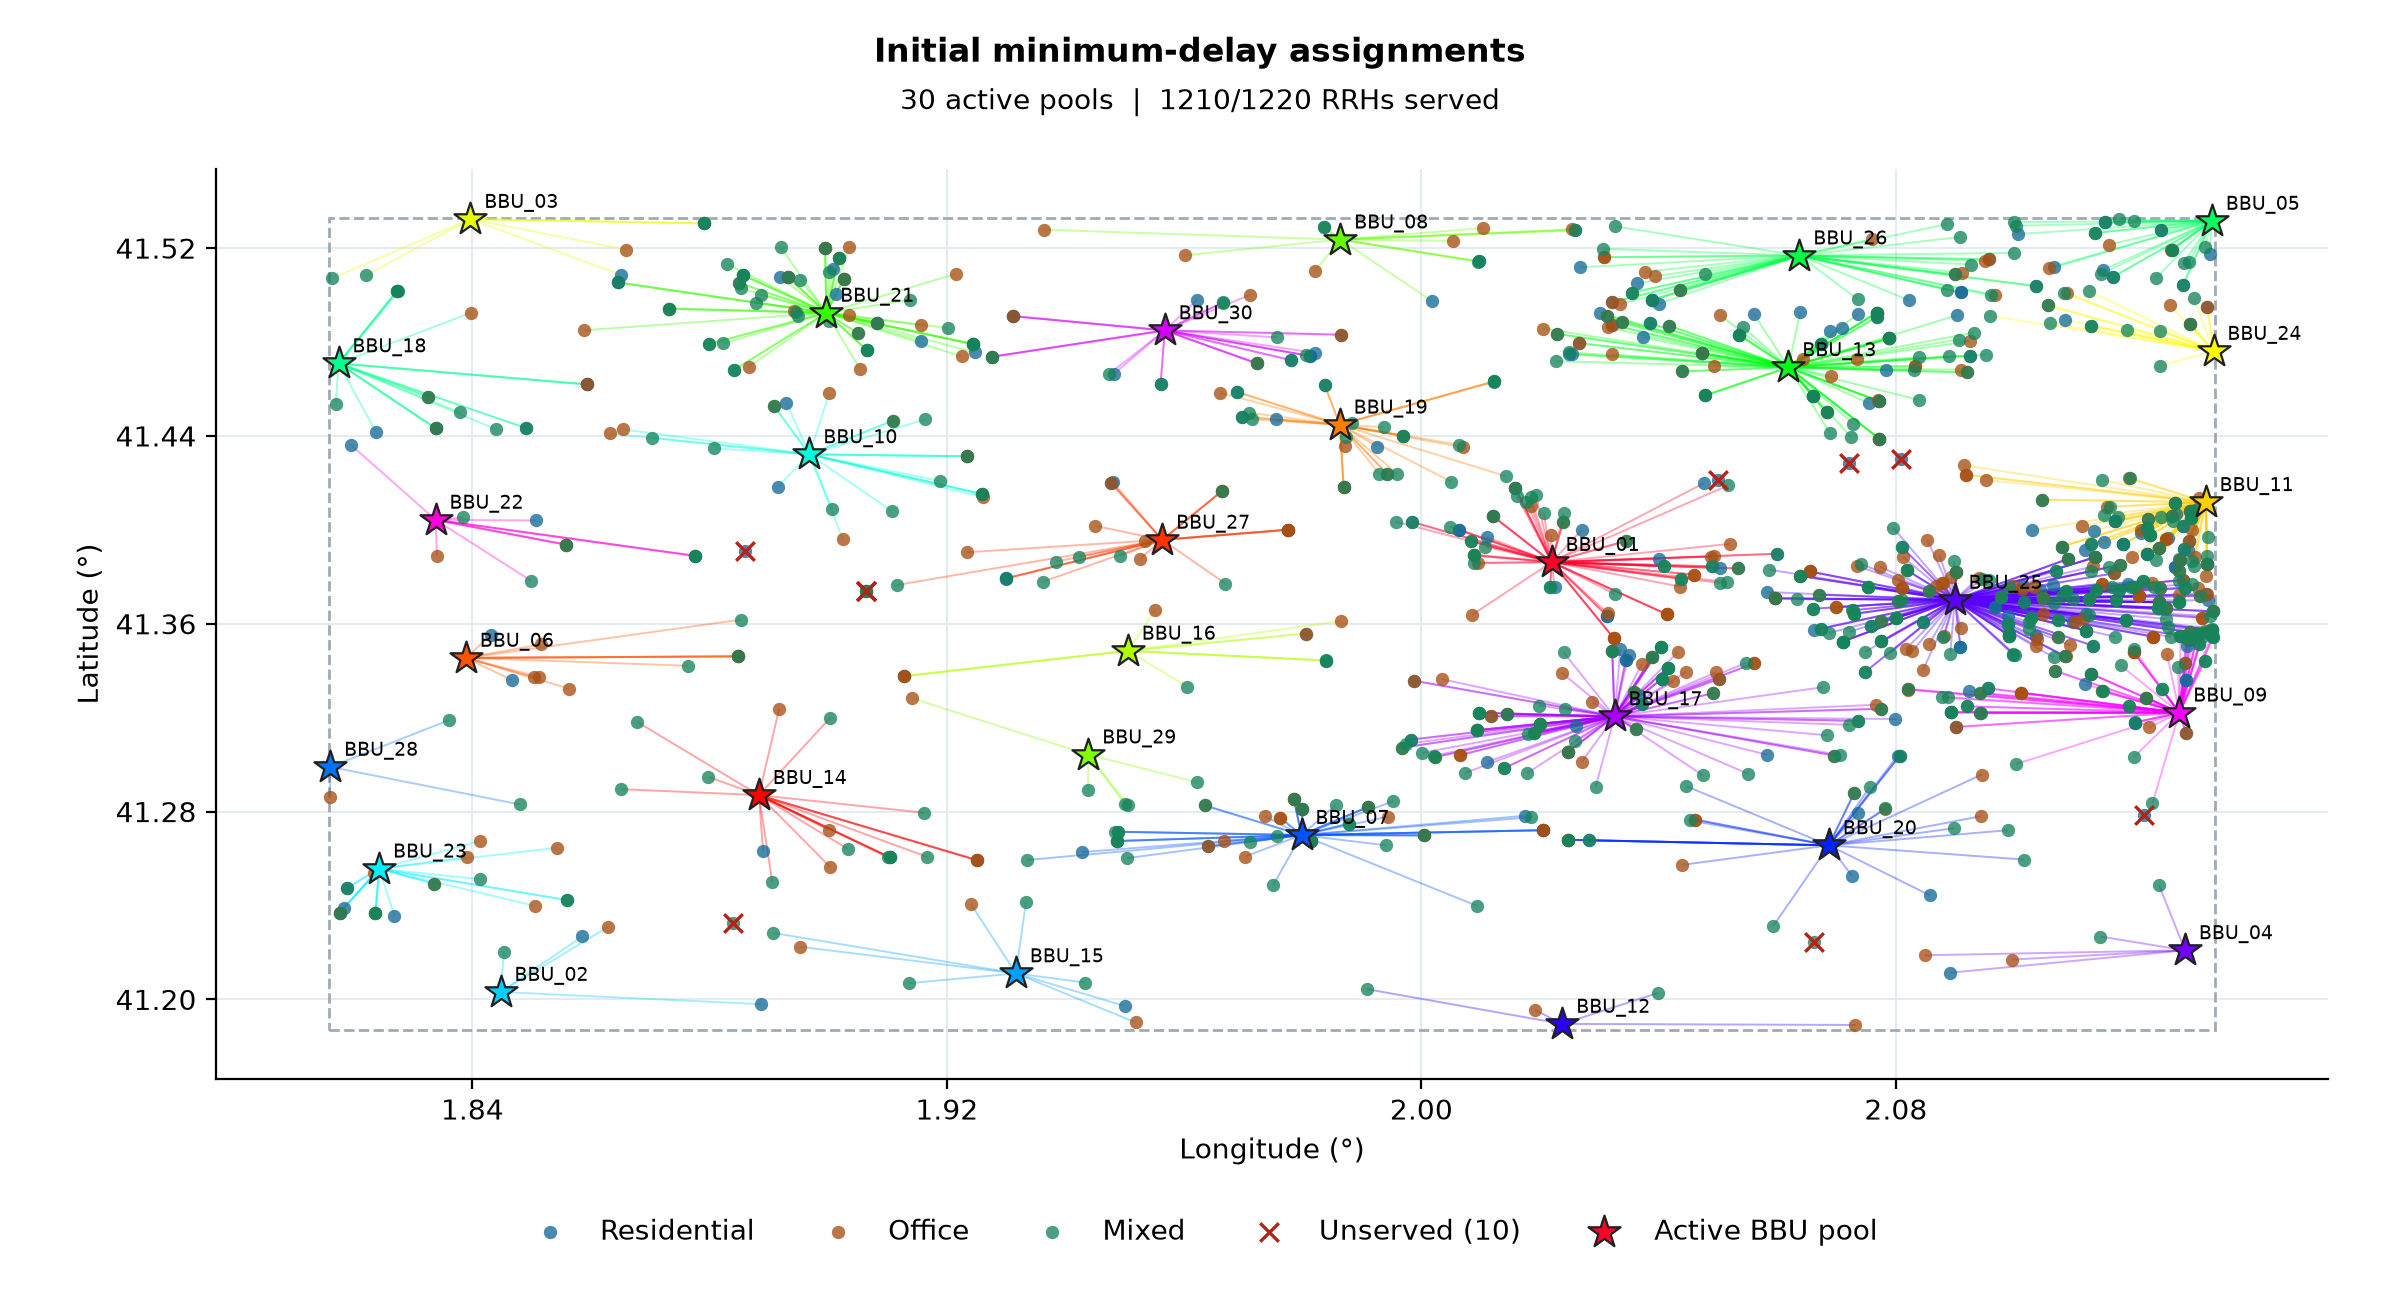 Initial minimum-delay assignments
30 active pools | 1210/1220 RRHs served
BBU_03
BBU_05
BBU_08
BBU_26
41.52
BBU_21
BBU_30
BBU_24
BBU_18
BBU_13
BBU_19
41.44
BBU_10
BBU_11
BBU_22
BBU_27
BBU_01
BBU_25
41.36
BBU_06
BBU_16
BBU_17
BBU_09
BBU_28
BBU_29
BBU_14
41.28
BBU_07
BBU_20
BBU_23
BBU_04
BBU_15
BBU_02
41.20
BBU_12
Latitude (°)
1.84
1.92
2.00
2.08
Longitude (°)
Residential
Office
Mixed
Unserved (10)
Active BBU pool